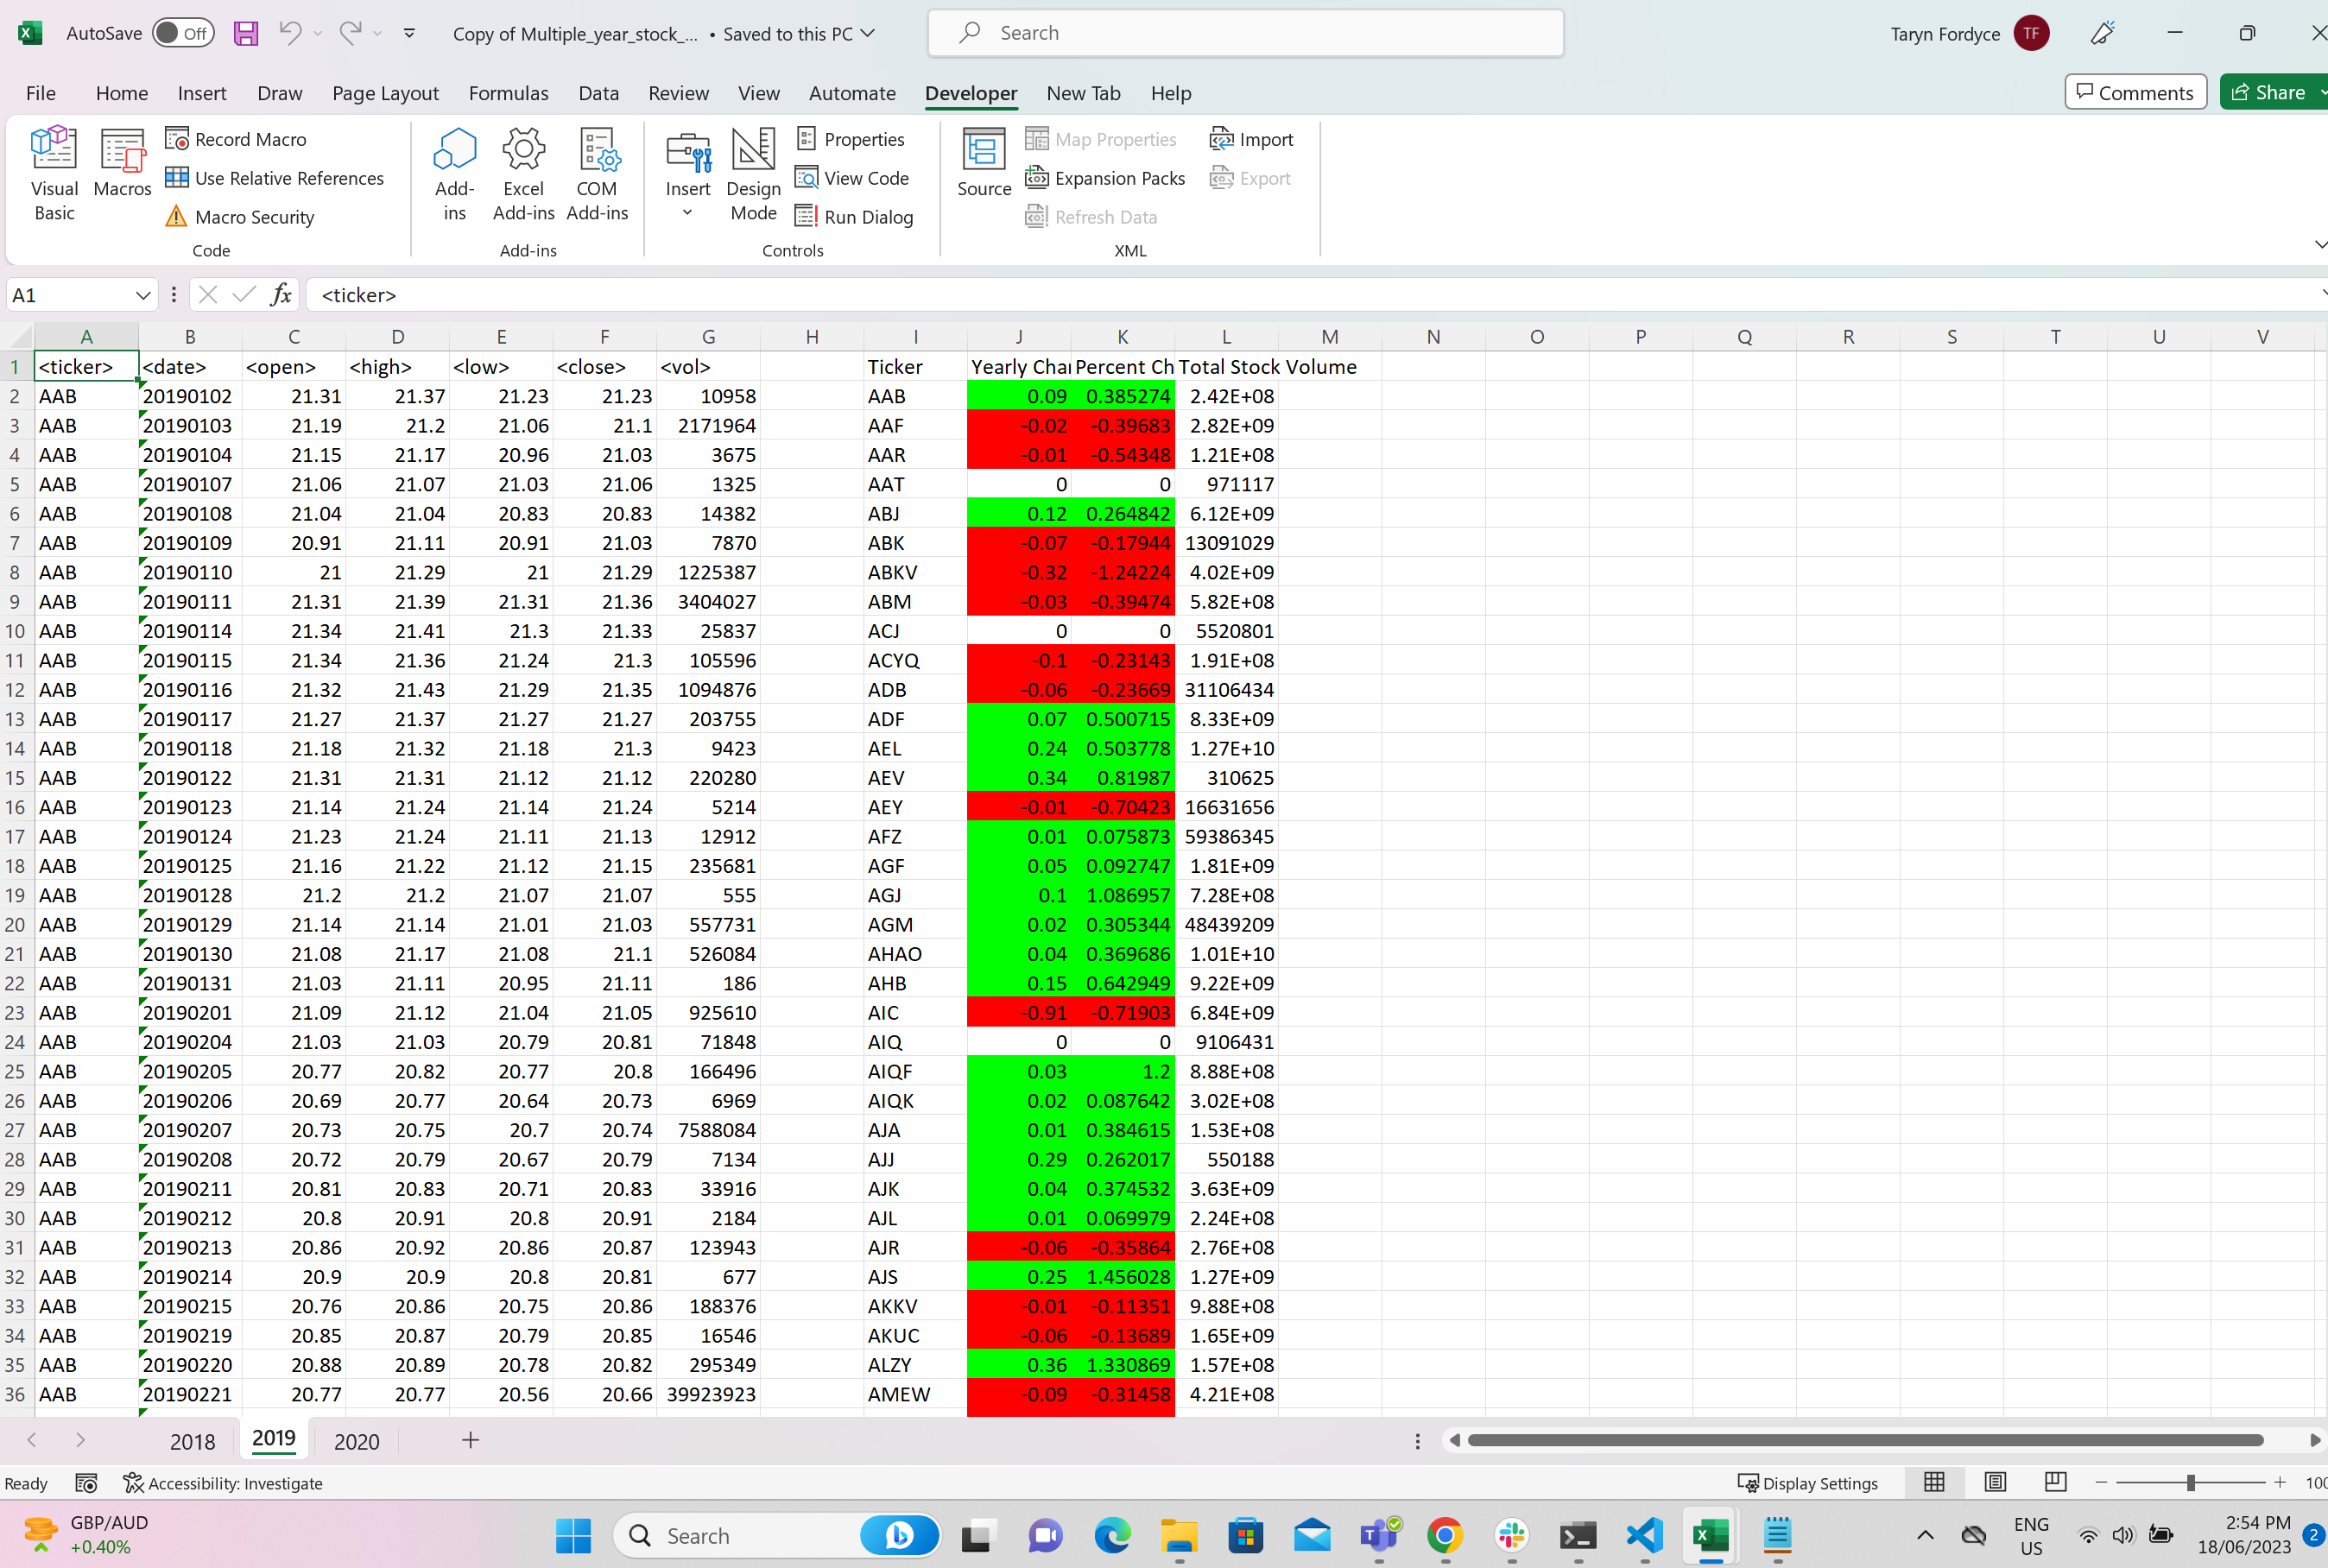 AutoSave Off Copy of Multiple_year_stock_... • Saved to this PC Search Taryn Fordyce TF
File Home Insert Draw Page Layout Formulas Data Review View Automate Developer New Tab Help Comments Share
Visual Basic Macros Record Macro Use Relative References Macro Security Code
Add-ins Excel Add-ins COM Add-ins Add-ins
Insert Design Mode Properties View Code Run Dialog Controls
Source Map Properties Expansion Packs Refresh Data Import Export XML
A1 fx <ticker>
A B C D E F G H I J K L M N O P Q R S T U V
1 <ticker> <date> <open> <high> <low> <close> <vol> Ticker Yearly Cha Percent Ch Total Stock Volume
2 AAB 20190102 21.31 21.37 21.23 21.23 10958 AAB 0.09 0.385274 2.42E+08
3 AAB 20190103 21.19 21.2 21.06 21.1 2171964 AAF -0.02 -0.39683 2.82E+09
4 AAB 20190104 21.15 21.17 20.96 21.03 3675 AAR -0.01 -0.54348 1.21E+08
5 AAB 20190107 21.06 21.07 21.03 21.06 1325 AAT 0 0 971117
6 AAB 20190108 21.04 21.04 20.83 20.83 14382 ABJ 0.12 0.264842 6.12E+09
7 AAB 20190109 20.91 21.11 20.91 21.03 7870 ABK -0.07 -0.17944 13091029
8 AAB 20190110 21 21.29 21 21.29 1225387 ABKV -0.32 -1.24224 4.02E+09
9 AAB 20190111 21.31 21.39 21.31 21.36 3404027 ABM -0.03 -0.39474 5.82E+08
10 AAB 20190114 21.34 21.41 21.3 21.33 25837 ACJ 0 0 5520801
11 AAB 20190115 21.34 21.36 21.24 21.3 105596 ACYQ -0.1 -0.23143 1.91E+08
12 AAB 20190116 21.32 21.43 21.29 21.35 1094876 ADB -0.06 -0.23669 31106434
13 AAB 20190117 21.27 21.37 21.27 21.27 203755 ADF 0.07 0.500715 8.33E+09
14 AAB 20190118 21.18 21.32 21.18 21.3 9423 AEL 0.24 0.503778 1.27E+10
15 AAB 20190122 21.31 21.31 21.12 21.12 220280 AEV 0.34 0.81987 310625
16 AAB 20190123 21.14 21.24 21.14 21.24 5214 AEY -0.01 -0.70423 16631656
17 AAB 20190124 21.23 21.24 21.11 21.13 12912 AFZ 0.01 0.075873 59386345
18 AAB 20190125 21.16 21.22 21.12 21.15 235681 AGF 0.05 0.092747 1.81E+09
19 AAB 20190128 21.2 21.2 21.07 21.07 555 AGJ 0.1 1.086957 7.28E+08
20 AAB 20190129 21.14 21.14 21.01 21.03 557731 AGM 0.02 0.305344 48439209
21 AAB 20190130 21.08 21.17 21.08 21.1 526084 AHAO 0.04 0.369686 1.01E+10
22 AAB 20190131 21.03 21.11 20.95 21.11 186 AHB 0.15 0.642949 9.22E+09
23 AAB 20190201 21.09 21.12 21.04 21.05 925610 AIC -0.91 -0.71903 6.84E+09
24 AAB 20190204 21.03 21.03 20.79 20.81 71848 AIQ 0 0 9106431
25 AAB 20190205 20.77 20.82 20.77 20.8 166496 AIQF 0.03 1.2 8.88E+08
26 AAB 20190206 20.69 20.77 20.64 20.73 6969 AIQK 0.02 0.087642 3.02E+08
27 AAB 20190207 20.73 20.75 20.7 20.74 7588084 AJA 0.01 0.384615 1.53E+08
28 AAB 20190208 20.72 20.79 20.67 20.79 7134 AJJ 0.29 0.262017 550188
29 AAB 20190211 20.81 20.83 20.71 20.83 33916 AJK 0.04 0.374532 3.63E+09
30 AAB 20190212 20.8 20.91 20.8 20.91 2184 AJL 0.01 0.069979 2.24E+08
31 AAB 20190213 20.86 20.92 20.86 20.87 123943 AJR -0.06 -0.35864 2.76E+08
32 AAB 20190214 20.9 20.9 20.8 20.81 677 AJS 0.25 1.456028 1.27E+09
33 AAB 20190215 20.76 20.86 20.75 20.86 188376 AKKV -0.01 -0.11351 9.88E+08
34 AAB 20190219 20.85 20.87 20.79 20.85 16546 AKUC -0.06 -0.13689 1.65E+09
35 AAB 20190220 20.88 20.89 20.78 20.82 295349 ALZY 0.36 1.330869 1.57E+08
36 AAB 20190221 20.77 20.77 20.56 20.66 39923923 AMEW -0.09 -0.31458 4.21E+08
2018 2019 2020
Ready Accessibility: Investigate Display Settings 100
GBP/AUD Search ENG 2:54 PM 2
+0.40% US 18/06/2023